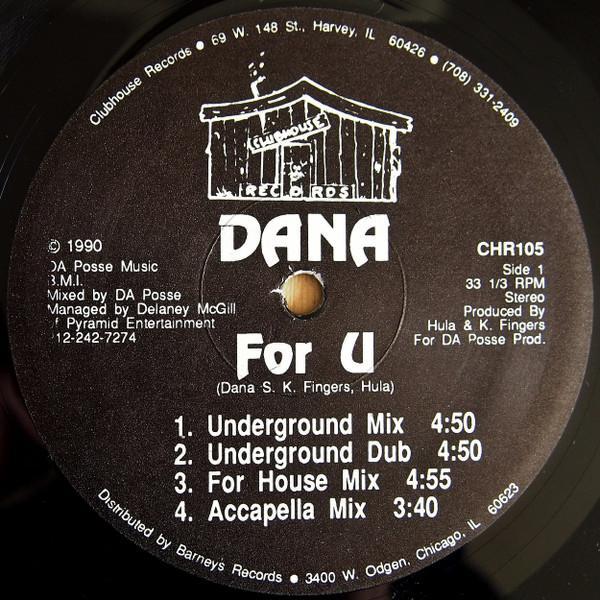 Clubhouse Records • 69 W. 148 St., Harvey, IL 60426 • (708) 331-2409
CLUBHOUSE
RECORDS
DANA
© 1990
DA Posse Music
B.M.I.
Mixed by DA Posse
Managed by Delaney McGill
of Pyramid Entertainment
212-242-7274
CHR105
Side 1
33 1/3 RPM
Stereo
Produced By
Hula & K. Fingers
For DA Posse Prod.
For U
(Dana S. K. Fingers, Hula)
1. Underground Mix 4:50
2. Underground Dub 4:50
3. For House Mix 4:55
4. Accapella Mix 3:40
Distributed by Barney's Records • 3400 W. Odgen, Chicago, IL 60623